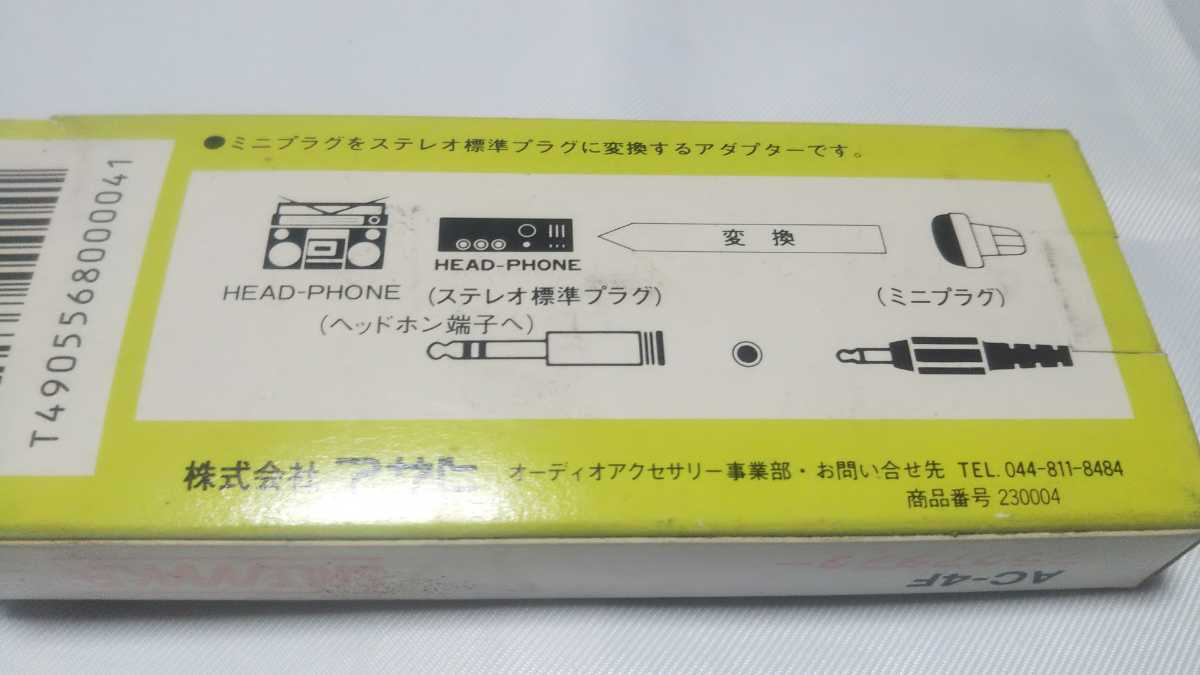 ●ミニプラグをステレオ標準プラグに変換するアダプターです。
変換
HEAD-PHONE
HEAD-PHONE
(ステレオ標準プラグ)
(ミニプラグ)
(ヘッドホン端子へ)
T4905568000041
株式会社 アサヒ オーディオアクセサリー事業部・お問い合せ先 TEL.044-811-8484
商品番号 230004
AC-4F